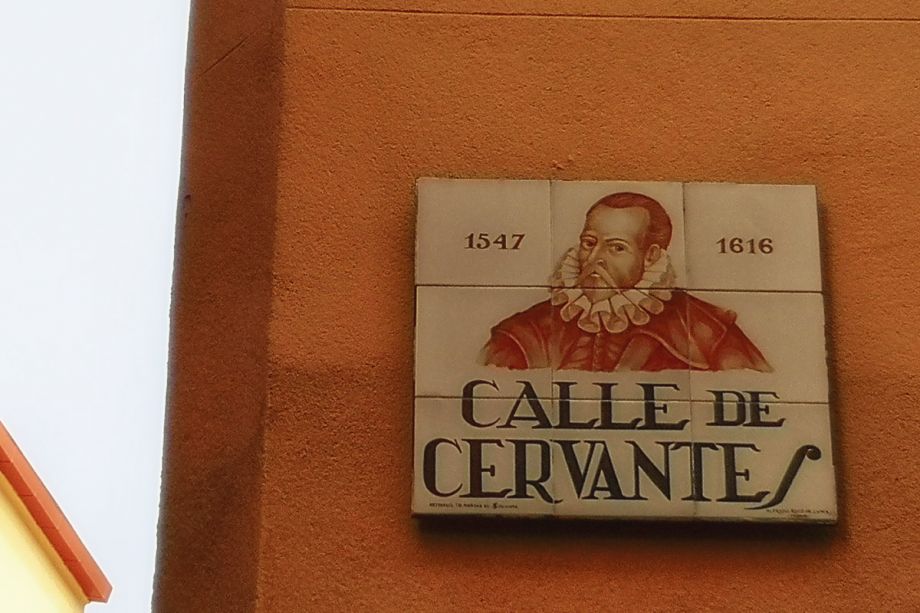 1547
1616
CALLE DE
CERVANTES